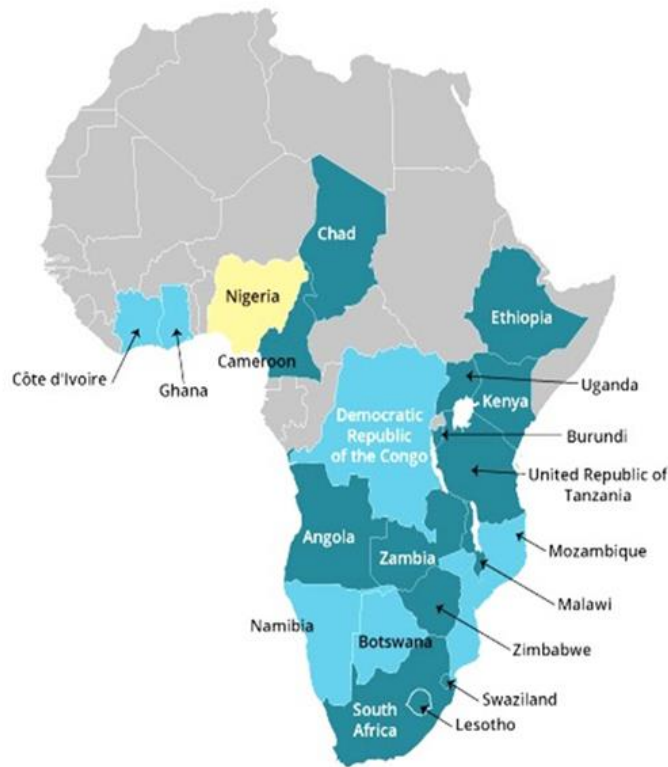 Chad
Nigeria
Ethiopia
Côte d'Ivoire
Ghana
Cameroon
Uganda
Kenya
Democratic
Republic
of the Congo
Burundi
United Republic of
Tanzania
Angola
Zambia
Mozambique
Malawi
Namibia
Botswana
Zimbabwe
Swaziland
South
Africa
Lesotho